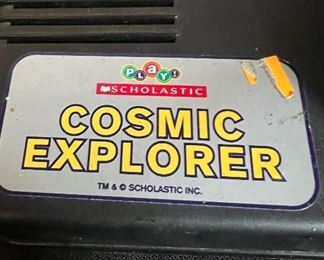 PLaY!
SCHOLASTIC
COSMIC
EXPLORER
TM & © SCHOLASTIC INC.